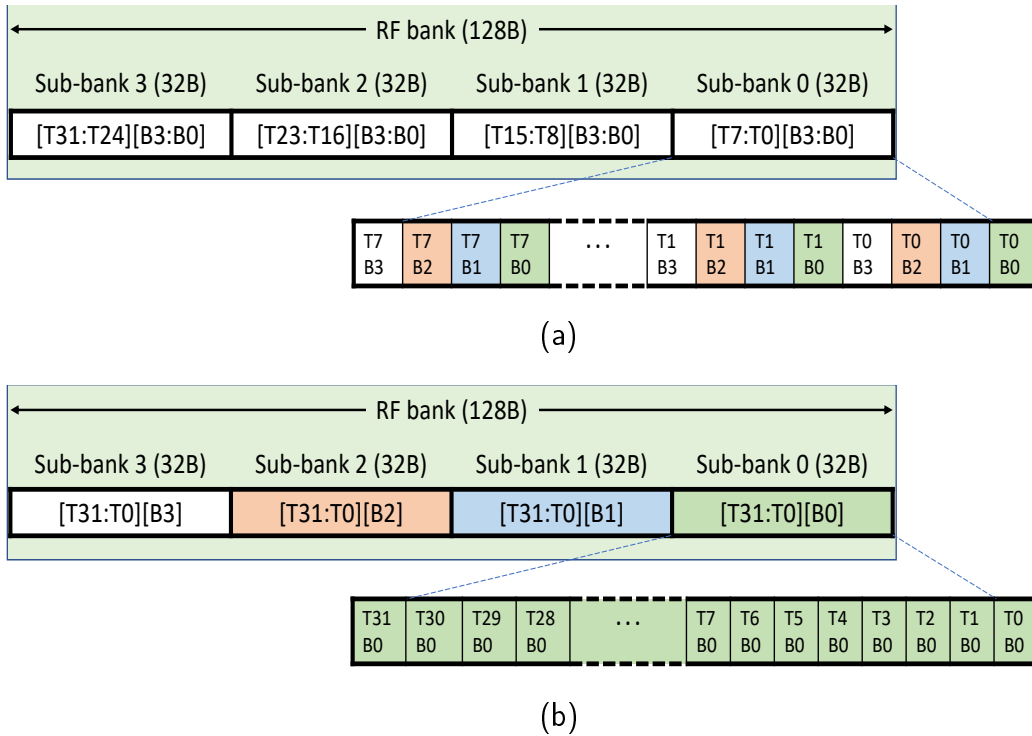 RF bank (128B)
Sub-bank 3 (32B) Sub-bank 2 (32B) Sub-bank 1 (32B) Sub-bank 0 (32B)
[T31:T24][B3:B0] [T23:T16][B3:B0] [T15:T8][B3:B0] [T7:T0][B3:B0]
T7 T7 T7 T7 ... T1 T1 T1 T1 T0 T0 T0 T0
B3 B2 B1 B0 B3 B2 B1 B0 B3 B2 B1 B0
(a)
RF bank (128B)
Sub-bank 3 (32B) Sub-bank 2 (32B) Sub-bank 1 (32B) Sub-bank 0 (32B)
[T31:T0][B3] [T31:T0][B2] [T31:T0][B1] [T31:T0][B0]
T31 T30 T29 T28 ... T7 T6 T5 T4 T3 T2 T1 T0
B0 B0 B0 B0 B0 B0 B0 B0 B0 B0 B0 B0
(b)